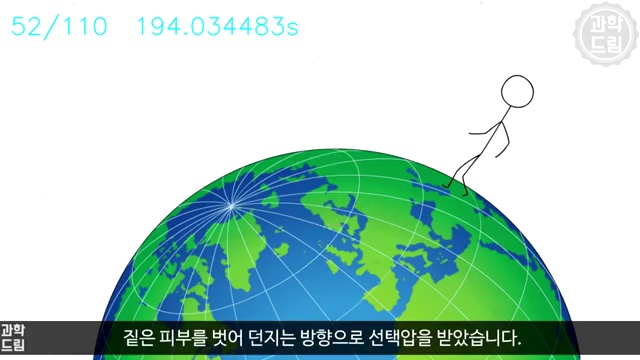 52/110 194.034483s
과학
드림
과학
드림
짙은 피부를 벗어 던지는 방향으로 선택압을 받았습니다.